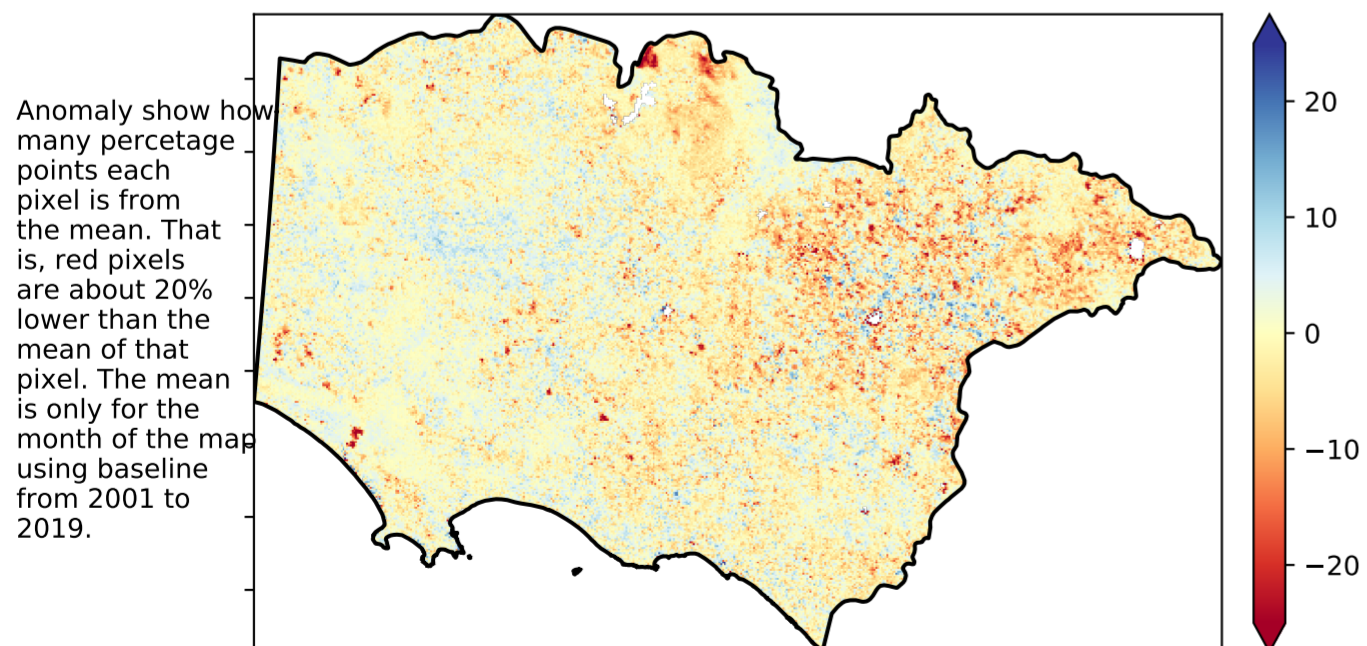 Anomaly show how
many percetage
points each
pixel is from
the mean. That
is, red pixels
are about 20%
lower than the
mean of that
pixel. The mean
is only for the
month of the map
using baseline
from 2001 to
2019.
20
10
0
−10
−20